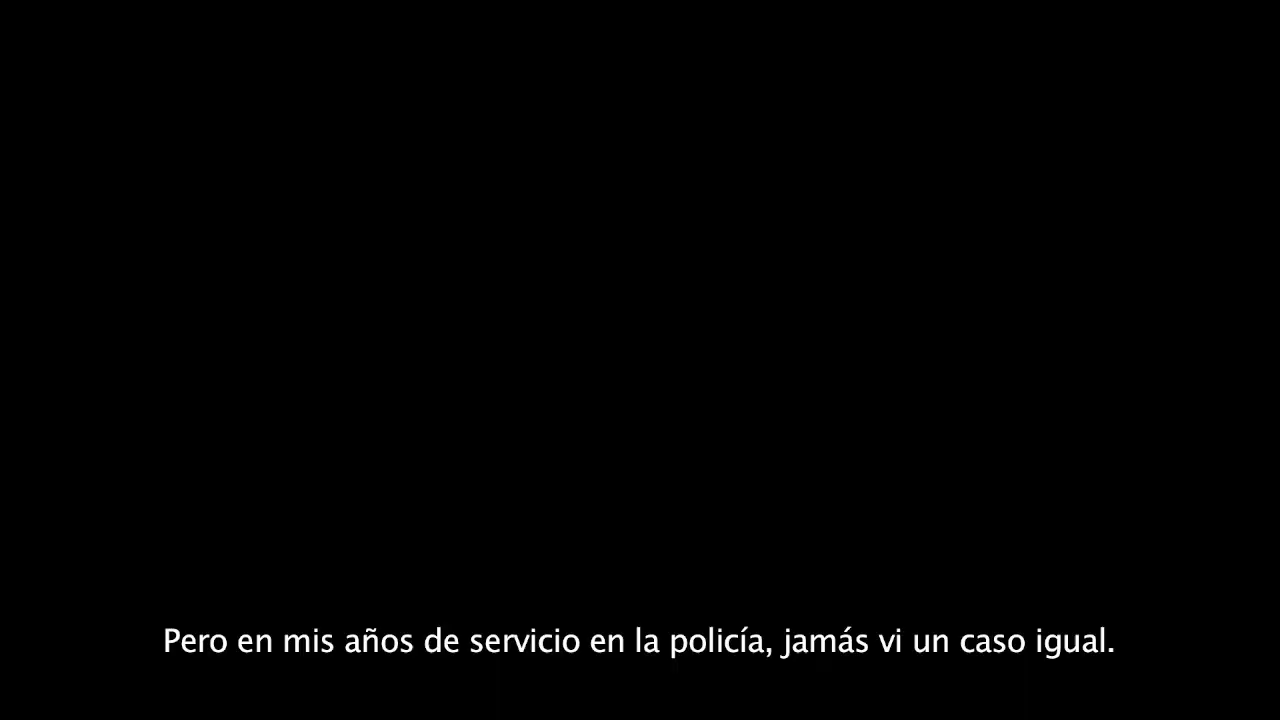 Pero en mis años de servicio en la policía, jamás vi un caso igual.